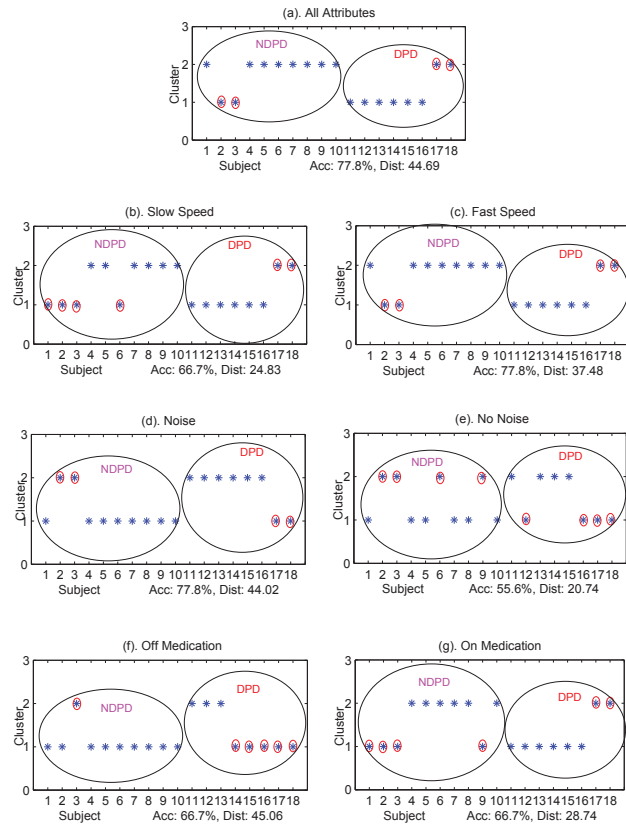 (a). All Attributes
3
NDPD
DPD
2
Cluster
1
0
1 2 3 4 5 6 7 8 9 10 11 12 13 14 15 16 17 18
Subject Acc: 77.8%, Dist: 44.69
(b). Slow Speed
3
NDPD
DPD
2
Cluster
1
0
1 2 3 4 5 6 7 8 9 10 11 12 13 14 15 16 17 18
Subject Acc: 66.7%, Dist: 24.83
(c). Fast Speed
3
NDPD
DPD
2
Cluster
1
0
1 2 3 4 5 6 7 8 9 10 11 12 13 14 15 16 17 18
Subject Acc: 77.8%, Dist: 37.48
(d). Noise
3
NDPD
DPD
2
Cluster
1
0
1 2 3 4 5 6 7 8 9 10 11 12 13 14 15 16 17 18
Subject Acc: 77.8%, Dist: 44.02
(e). No Noise
3
NDPD
DPD
2
Cluster
1
0
1 2 3 4 5 6 7 8 9 10 11 12 13 14 15 16 17 18
Subject Acc: 55.6%, Dist: 20.74
(f). Off Medication
3
NDPD
DPD
2
Cluster
1
0
1 2 3 4 5 6 7 8 9 10 11 12 13 14 15 16 17 18
Subject Acc: 66.7%, Dist: 45.06
(g). On Medication
3
NDPD
DPD
2
Cluster
1
0
1 2 3 4 5 6 7 8 9 10 11 12 13 14 15 16 17 18
Subject Acc: 66.7%, Dist: 28.74